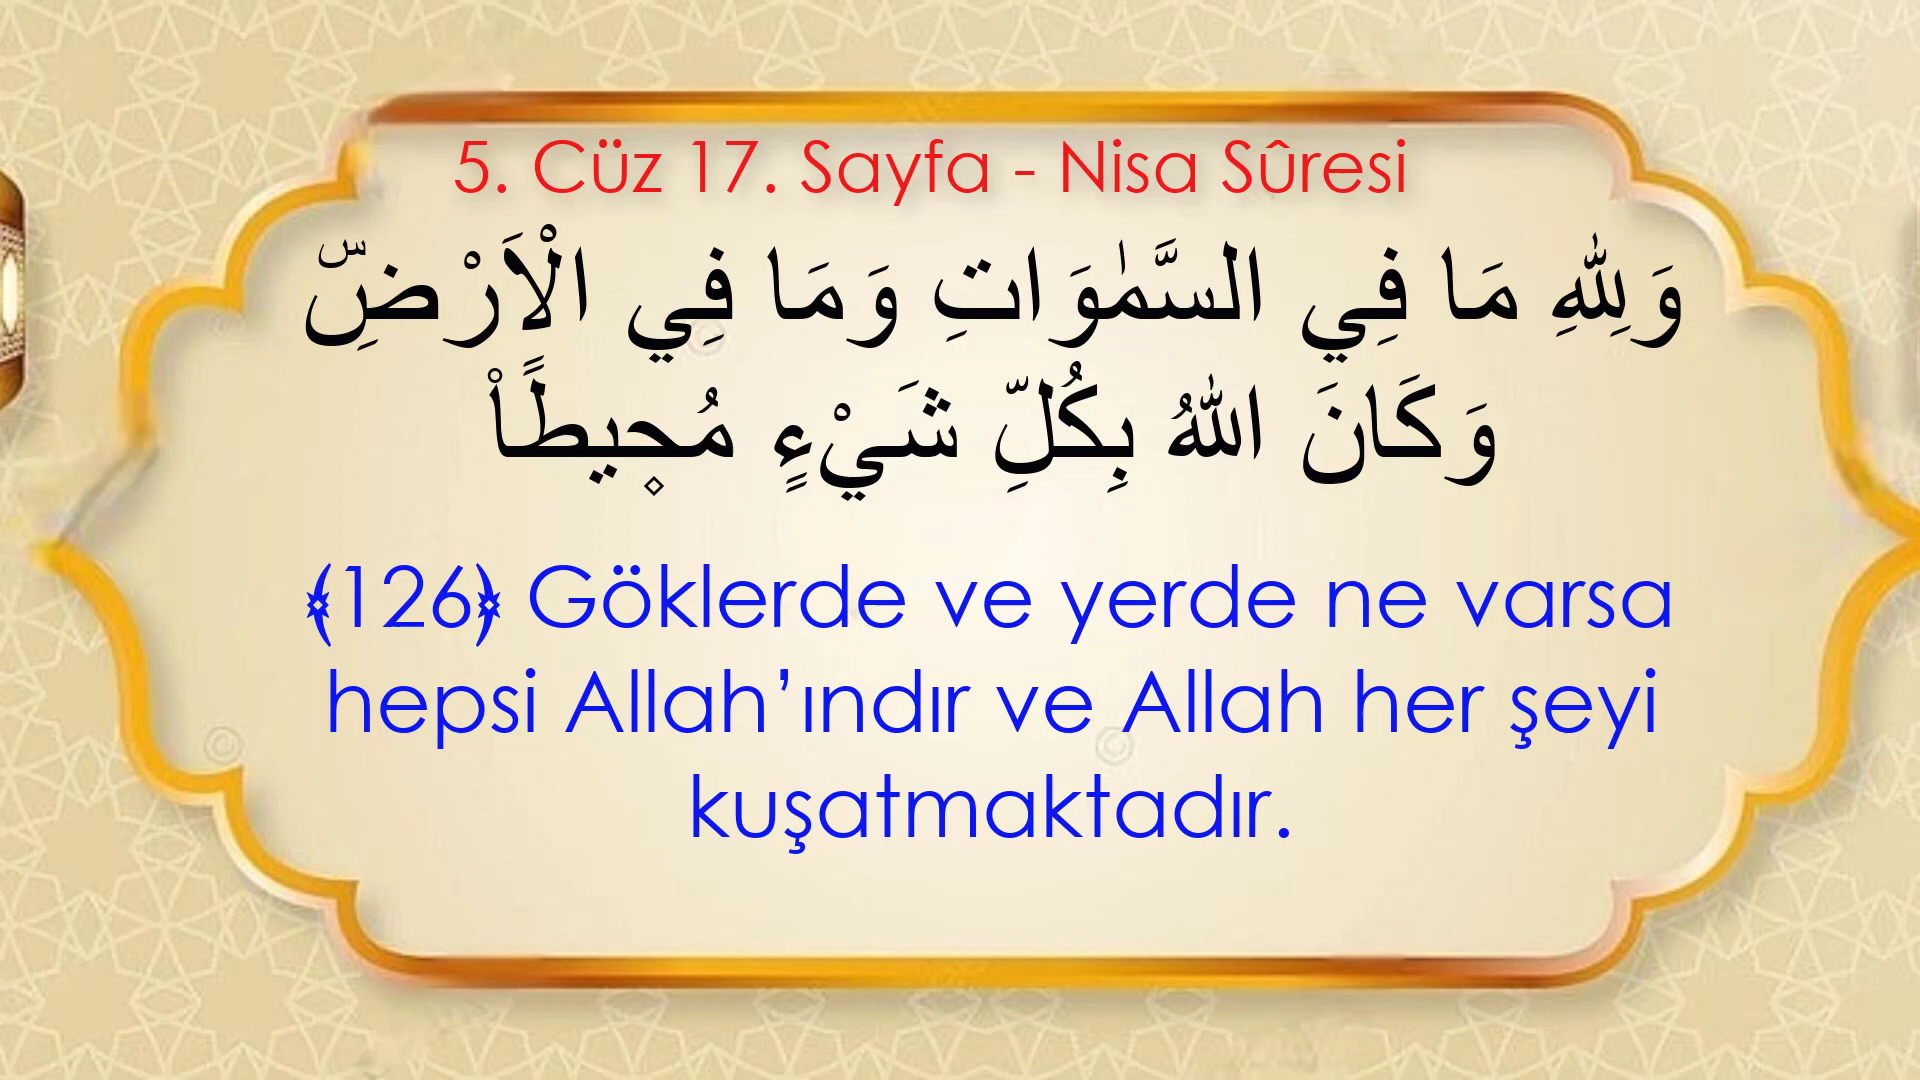 5. Cüz 17. Sayfa - Nisa Sûresi
وَلِلّٰهِ مَا فِي السَّمٰوَاتِ وَمَا فِي الْاَرْضِّۜ
وَكَانَ اللّٰهُ بِكُلِّ شَيْءٍ مُح۪يطًا۟
﴾126﴿ Göklerde ve yerde ne varsa
hepsi Allah’ındır ve Allah her şeyi
kuşatmaktadır.